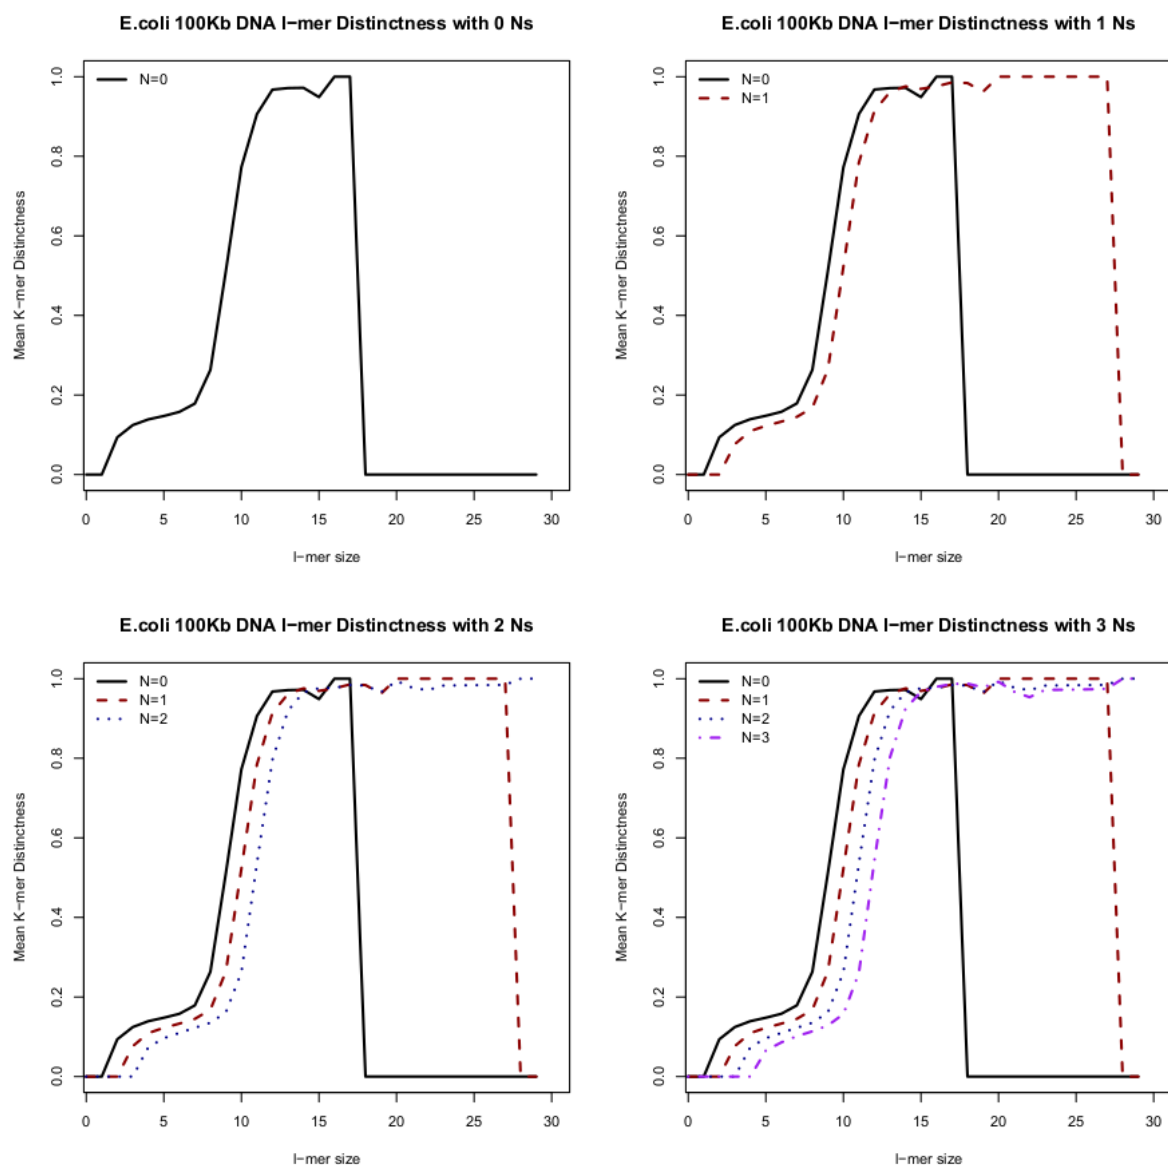 E.coli 100Kb DNA I−mer Distinctness with 0 Ns
N=0
Mean K−mer Distinctness
0.0 0.2 0.4 0.6 0.8 1.0
0 5 10 15 20 25 30
I−mer size
E.coli 100Kb DNA I−mer Distinctness with 1 Ns
N=0
N=1
Mean K−mer Distinctness
0.0 0.2 0.4 0.6 0.8 1.0
0 5 10 15 20 25 30
I−mer size
E.coli 100Kb DNA I−mer Distinctness with 2 Ns
N=0
N=1
N=2
Mean K−mer Distinctness
0.0 0.2 0.4 0.6 0.8 1.0
0 5 10 15 20 25 30
I−mer size
E.coli 100Kb DNA I−mer Distinctness with 3 Ns
N=0
N=1
N=2
N=3
Mean K−mer Distinctness
0.0 0.2 0.4 0.6 0.8 1.0
0 5 10 15 20 25 30
I−mer size